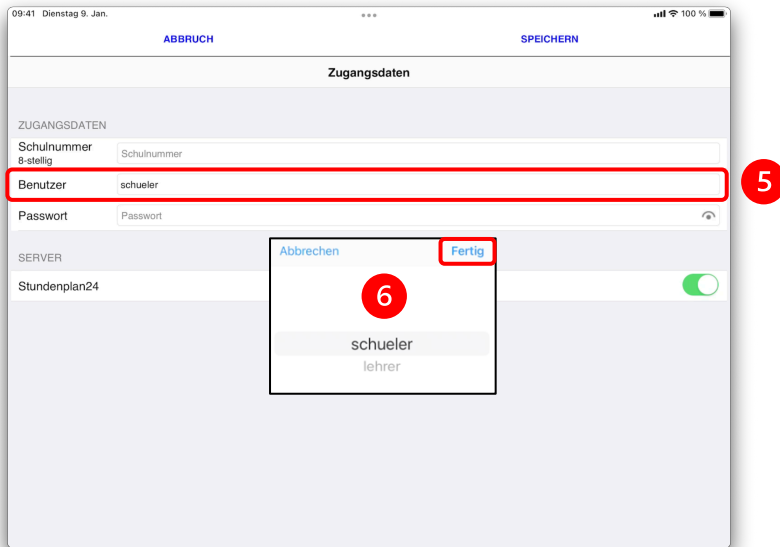 09:41 Dienstag 9. Jan. 100 %
ABBRUCH SPEICHERN
Zugangsdaten
ZUGANGSDATEN
Schulnummer
8-stellig
Schulnummer
Benutzer schueler
5
Passwort Passwort
SERVER
Stundenplan24
Abbrechen Fertig
6
schueler
lehrer